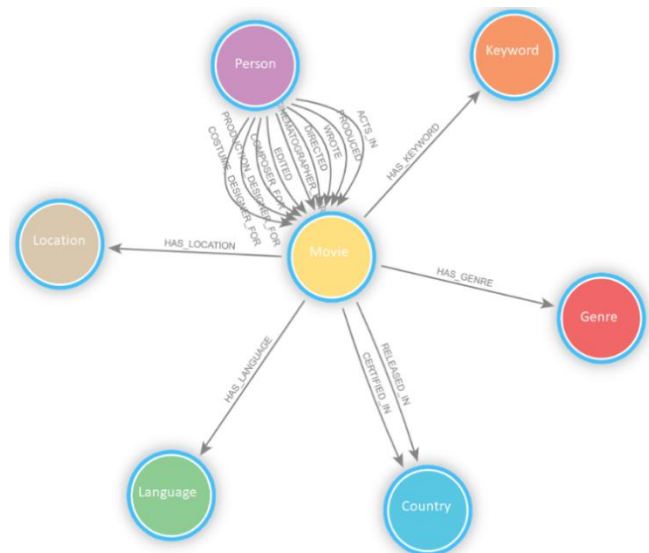 Person
Keyword
ACTS_IN
PRODUCED
WROTE
DIRECTED
EDITED
COMPOSER_FOR
PRODUCTION_DESIGNER_FOR
COSTUME_DESIGNER_FOR
HAS_KEYWORD
Location
HAS_LOCATION
Movie
HAS_GENRE
Genre
HAS_LANGUAGE
RELEASED_IN
CERTIFIED_IN
Language
Country